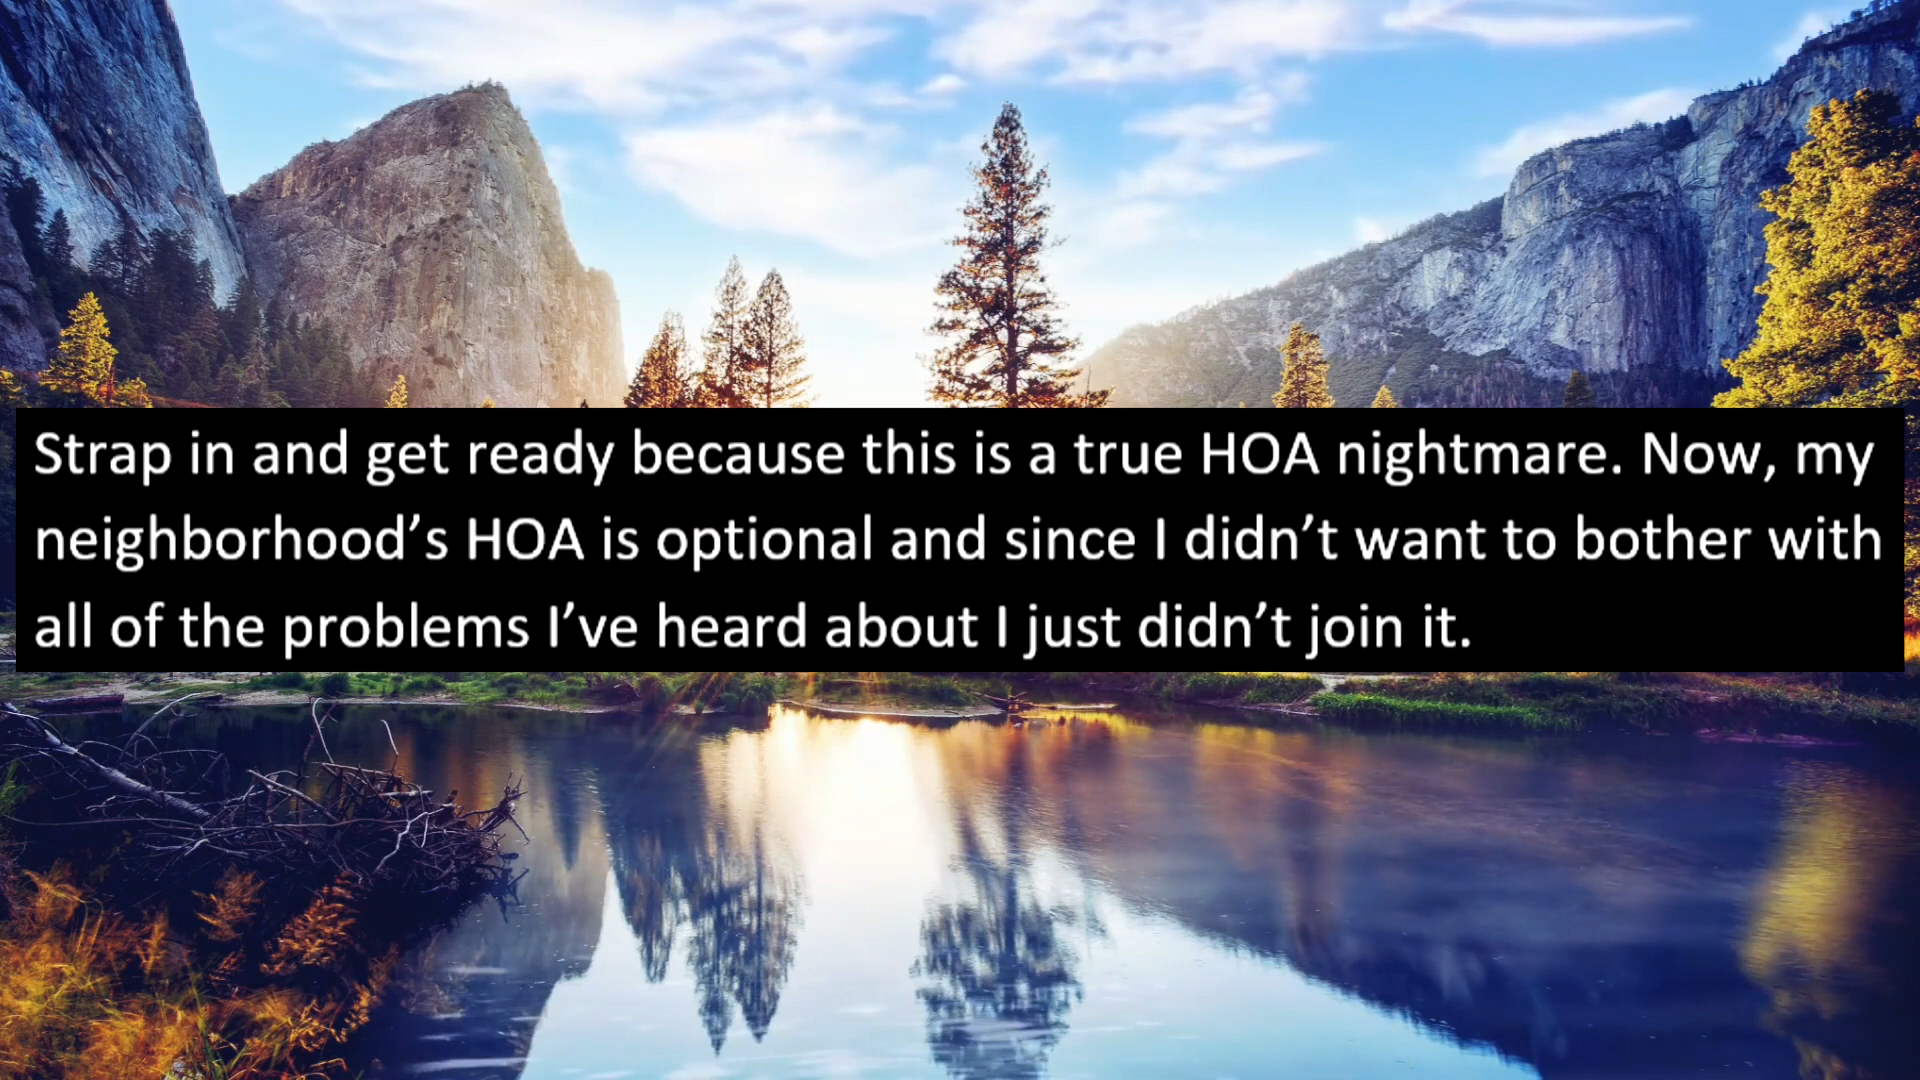 Strap in and get ready because this is a true HOA nightmare. Now, my
neighborhood’s HOA is optional and since I didn’t want to bother with
all of the problems I’ve heard about I just didn’t join it.